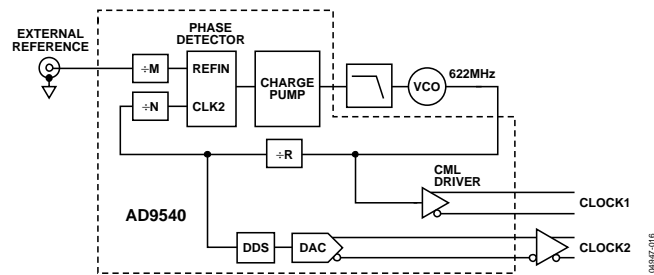 EXTERNAL
REFERENCE
PHASE
DETECTOR
÷M
REFIN
÷N
CLK2
CHARGE
PUMP
VCO
622MHz
÷R
CML
DRIVER
CLOCK1
AD9540
DDS
DAC
CLOCK2
04947-016